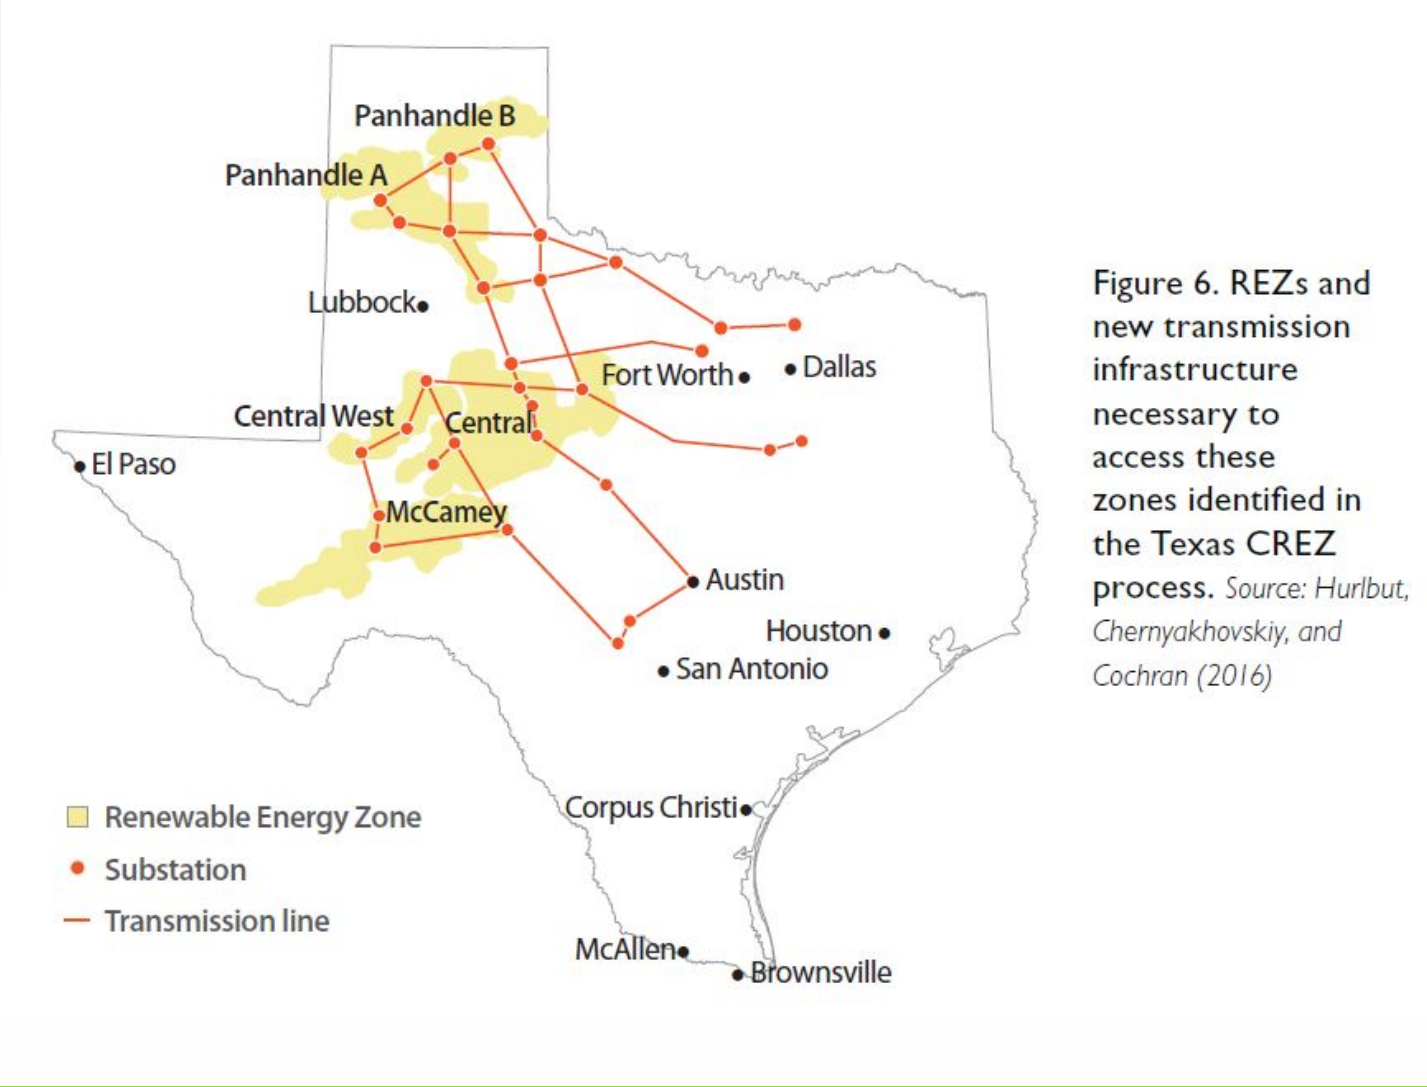 Panhandle B
Panhandle A
Lubbock
Fort Worth
Dallas
Central West
Central
El Paso
McCamey
Austin
Houston
San Antonio
Corpus Christi
McAllen
Brownsville
Renewable Energy Zone
Substation
Transmission line
Figure 6. REZs and
new transmission
infrastructure
necessary to
access these
zones identified in
the Texas CREZ
process. Source: Hurlbut,
Chernyakhovskiy, and
Cochran (2016)